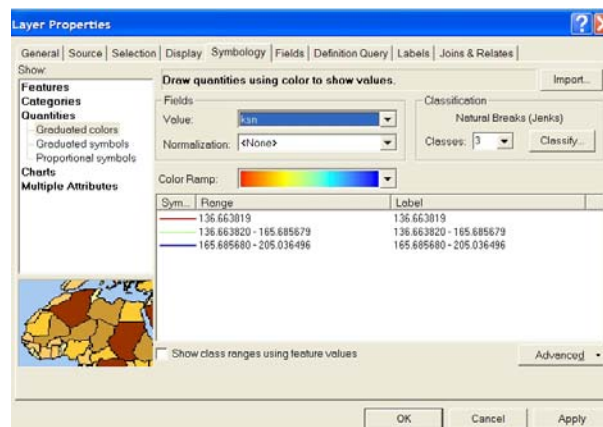 Layer Properties
General Source Selection Display Symbology Fields Definition Query Labels Joins & Relates
Show:
Features
Categories
Quantities
Graduated colors
Graduated symbols
Proportional symbols
Charts
Multiple Attributes
Draw quantities using color to show values.
Import...
Fields
Value: ksn
Normalization: <None>
Classification
Natural Breaks (Jenks)
Classes: 3 Classify...
Color Ramp:
Sym... Range Label
136.663819 136.663819
136.663820 - 165.685679 136.663820 - 165.685679
165.685680 - 205.036496 165.685680 - 205.036496
Show class ranges using feature values
Advanced
OK Cancel Apply